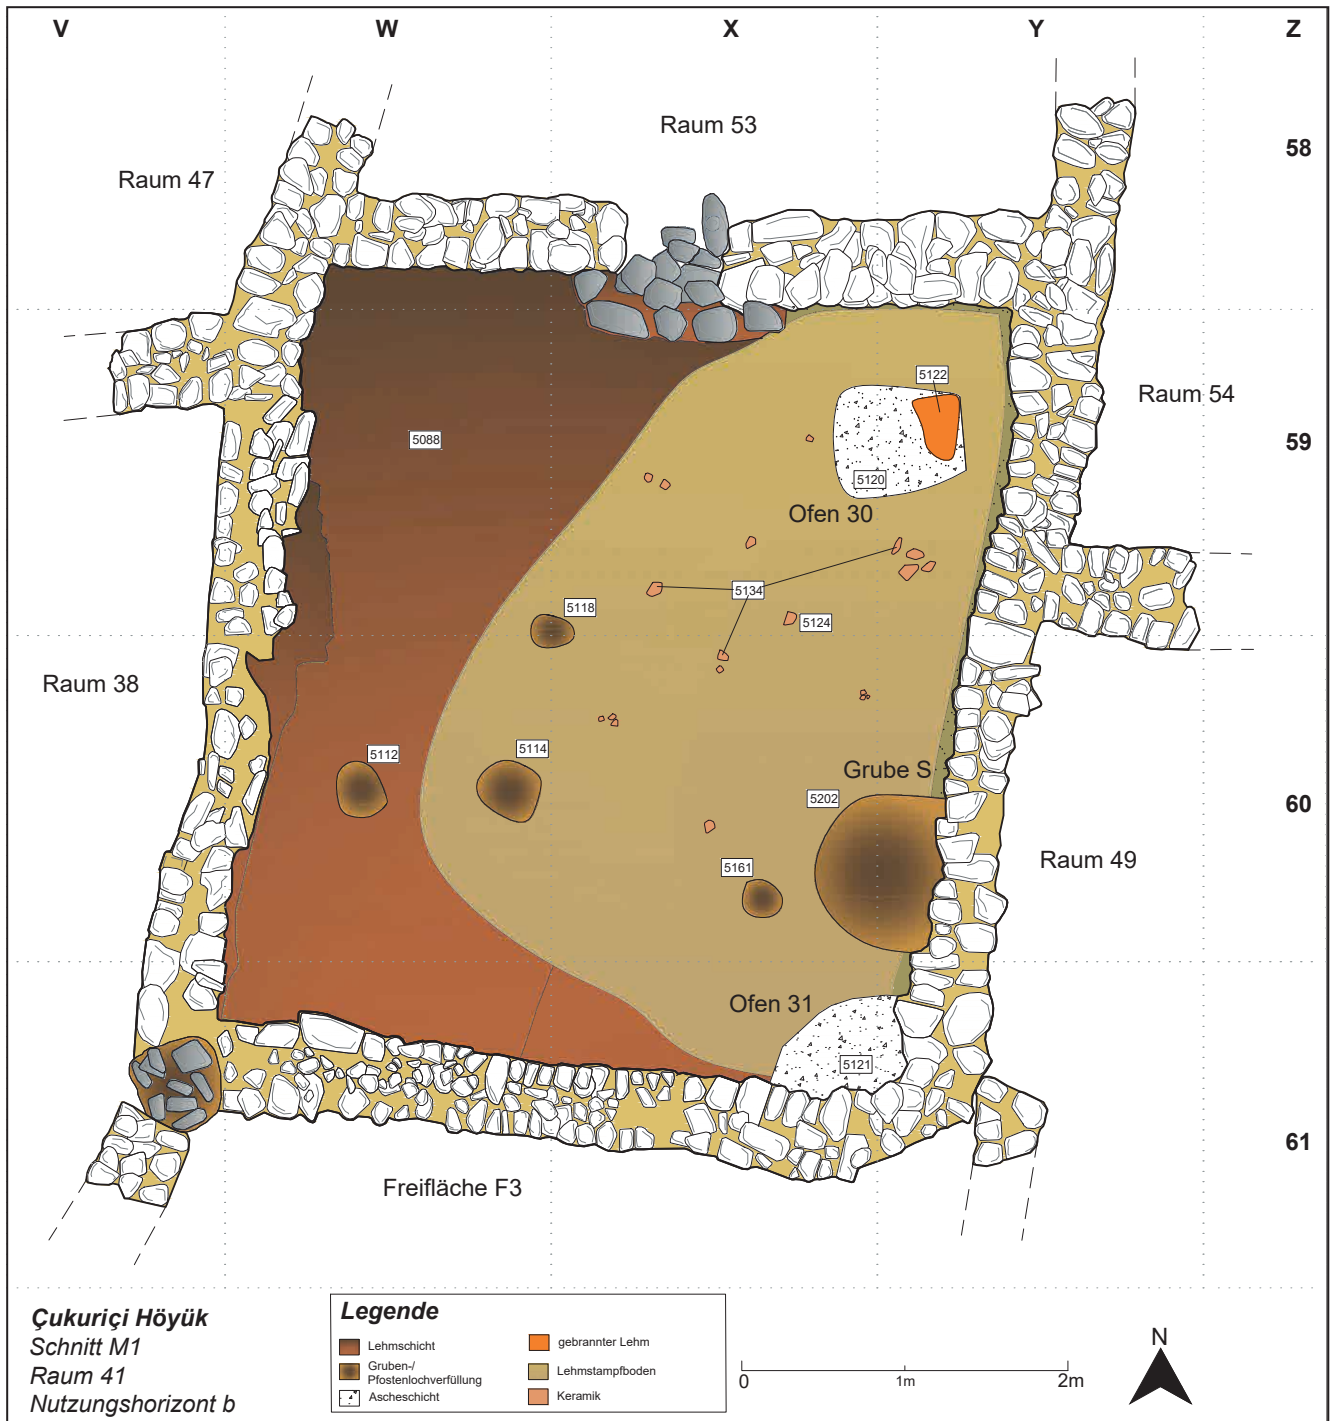 V W X Y Z
Raum 53
58
Raum 47
5122
Raum 54
5088
59
5120
Ofen 30
5134
5118
5124
Raum 38
5112
5114
Grube S
5202
60
Raum 49
5161
Ofen 31
5121
61
Freifläche F3
Çukuriçi Höyük
Schnitt M1
Raum 41
Nutzungshorizont b
Legende
Lehmschicht
Gruben-/
Pfostenlochverfüllung
Ascheschicht
gebrannter Lehm
Lehmstampfboden
Keramik
0 1m 2m
N